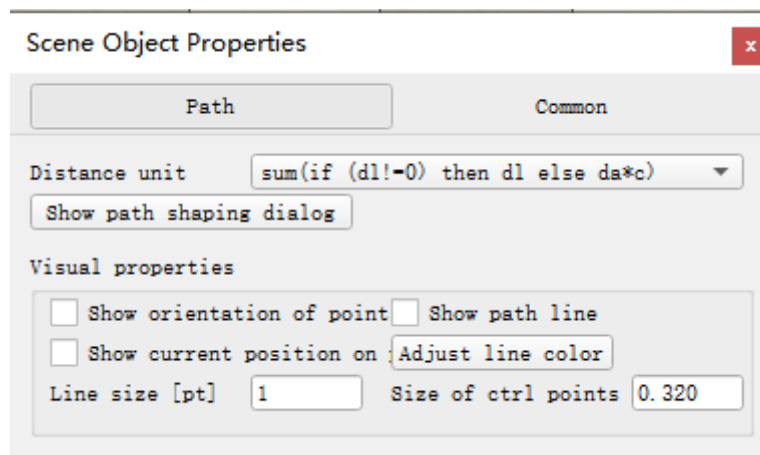 Scene Object Properties
x
Path Common
Distance unit sum(if (dl!=0) then dl else da*c)
Show path shaping dialog
Visual properties
Show orientation of point Show path line
Show current position on Adjust line color
Line size [pt] 1 Size of ctrl points 0.320